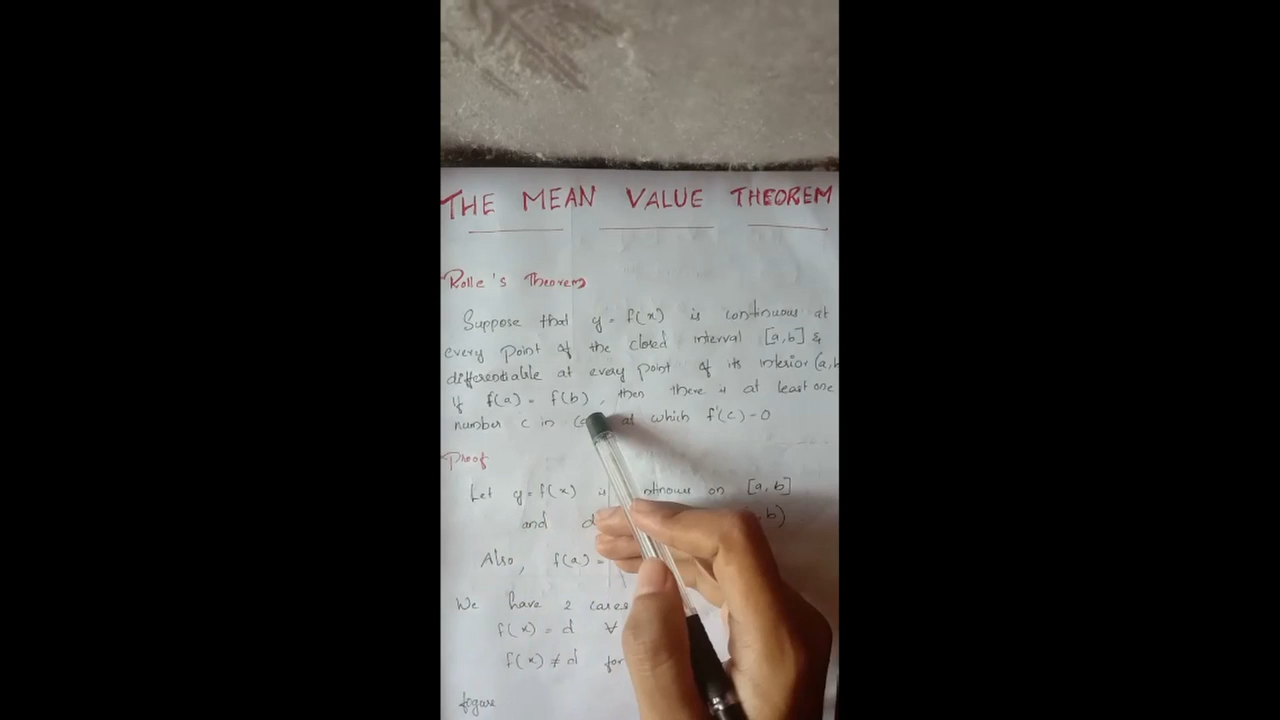 THE MEAN VALUE THEOREM
Rolle's Theorem
Suppose that y = f(x) is continuous at
every point of the closed interval [a,b] &
differentiable at every point of its interior (a,b
If f(a) = f(b), then there is at least one
number c in (a at which f'(c)=0
Proof
Let y=f(x) is ntinous on [a,b]
and d ,b)
Also, f(a) =
We have 2 cases
f(x) = d ∀
f(x) ≠ d for
fogure